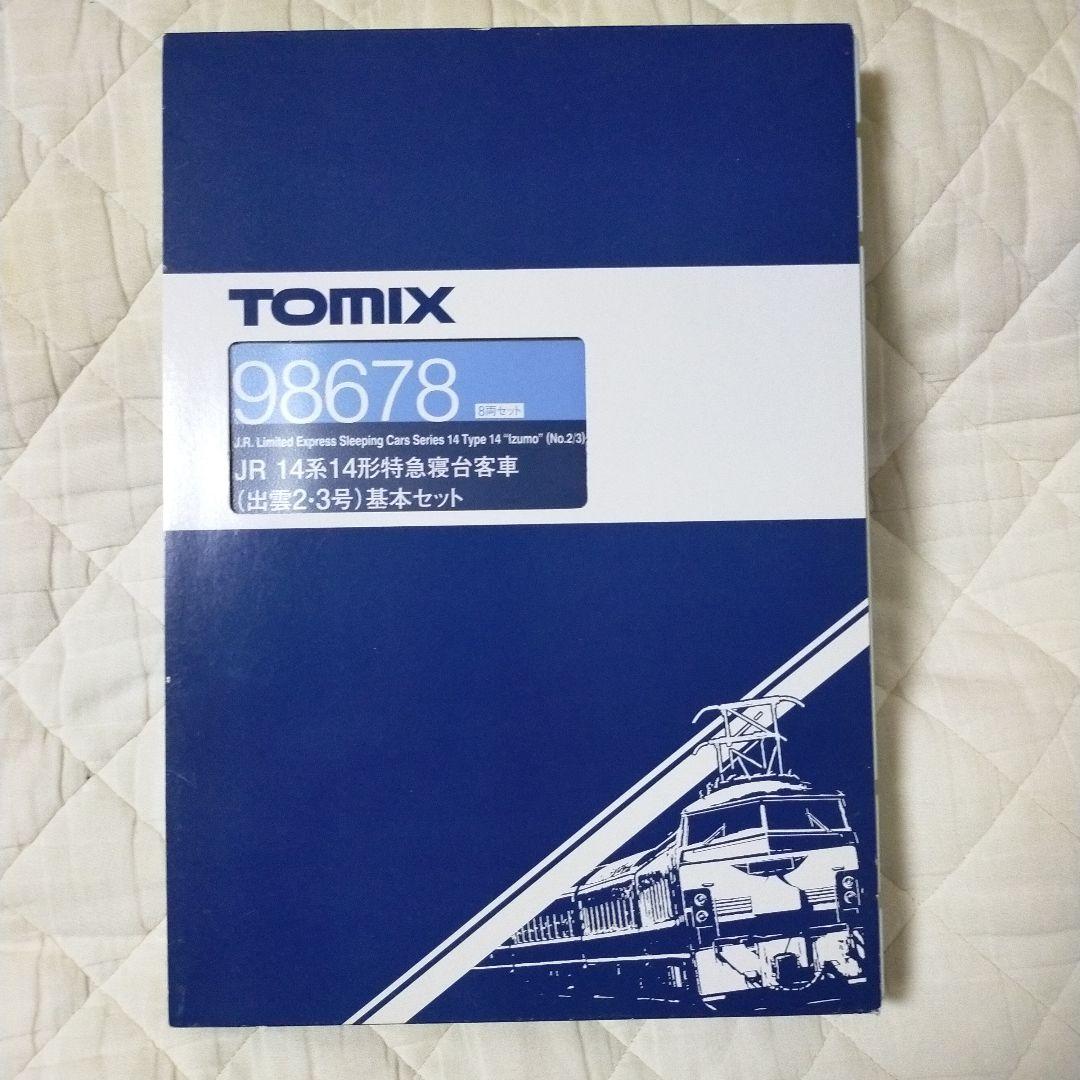 TOMIX
98678 8両セット
J.R. Limited Express Sleeping Cars Series 14 Type 14 "Izumo" (No.2/3)
JR 14系14形特急寝台客車
(出雲2・3号)基本セット